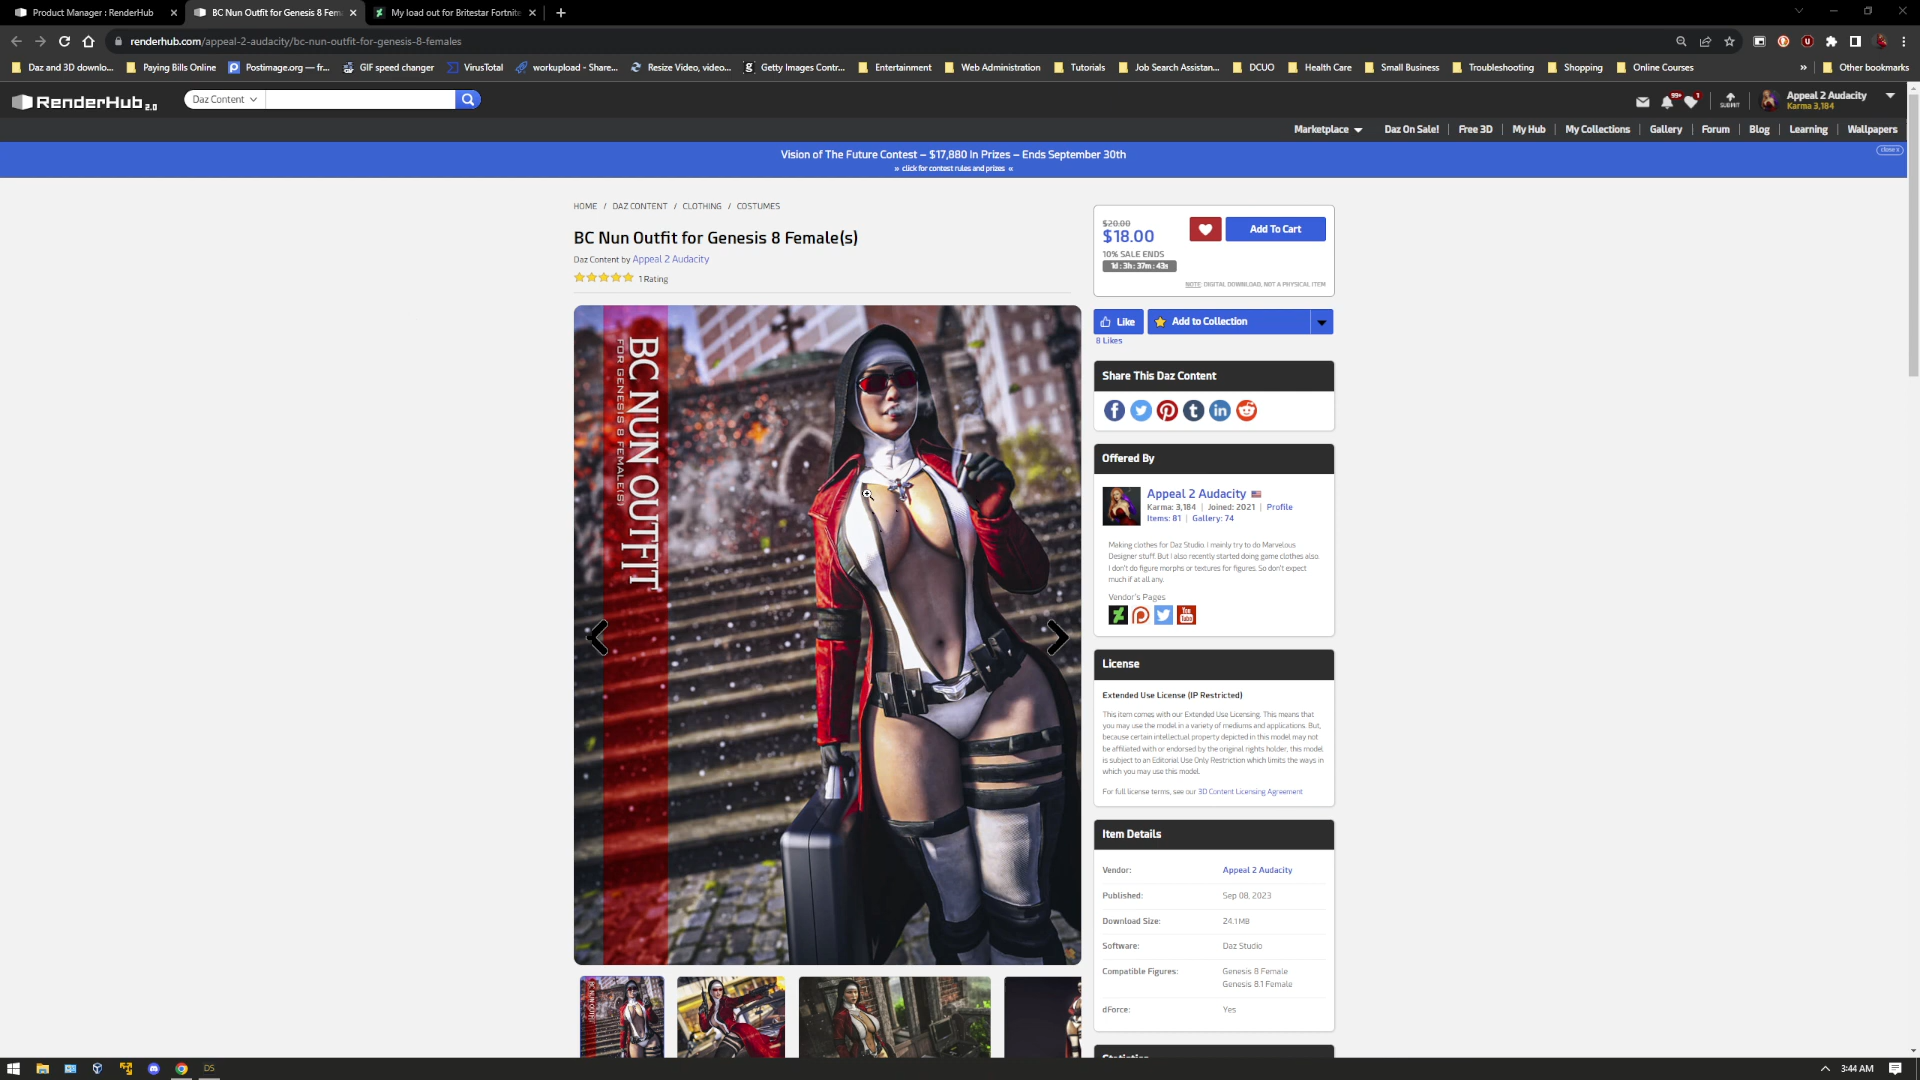 Product Manager : RenderHub
BC Nun Outfit for Genesis 8 Fem
My load out for Britestar Fortnite
renderhub.com/appeal-2-audacity/bc-nun-outfit-for-genesis-8-females
Daz and 3D downlo...
Paying Bills Online
Postimage.org — fr...
GIF speed changer
VirusTotal
workupload - Share...
Resize Video, video...
Getty Images Contr...
Entertainment
Web Administration
Tutorials
Job Search Assistan...
DCUO
Health Care
Small Business
Troubleshooting
Shopping
Online Courses
»
Other bookmarks
RenderHub 2.0
Daz Content
99+
1
SUBMIT
Appeal 2 Audacity
Karma 3,184
Marketplace
Daz On Sale!
Free 3D
My Hub
My Collections
Gallery
Forum
Blog
Learning
Wallpapers
Vision of The Future Contest – $17,880 In Prizes – Ends September 30th
» click for contest rules and prizes «
close x
HOME / DAZ CONTENT / CLOTHING / COSTUMES
BC Nun Outfit for Genesis 8 Female(s)
Daz Content by Appeal 2 Audacity
1 Rating
BC NUN OUTFIT
FOR GENESIS 8 FEMALE(S)
$20.00
$18.00
Add To Cart
10% SALE ENDS
1d : 3h : 37m : 43s
NOTE: DIGITAL DOWNLOAD, NOT A PHYSICAL ITEM
Like
Add to Collection
8 Likes
Share This Daz Content
Offered By
Appeal 2 Audacity
Karma: 3,184 | Joined: 2021 | Profile
Items: 81 | Gallery: 74
Making clothes for Daz Studio. I mainly try to do Marvelous
Designer stuff. But I also recently started doing game clothes also.
I don't do figure morphs or textures for figures. So don't expect
much if at all any.
Vendor's Pages
You
Tube
License
Extended Use License (IP Restricted)
This item comes with our Extended Use Licensing. This means that
you may use the model in a variety of mediums and applications. But,
because certain intellectual property depicted in this model may not
be affiliated with or endorsed by the original rights holder, this model
is subject to an Editorial Use Only Restriction which limits the ways in
which you may use this model.
For full license terms, see our 3D Content Licensing Agreement
Item Details
Vendor: Appeal 2 Audacity
Published: Sep 08, 2023
Download Size: 24.1 MB
Software: Daz Studio
Compatible Figures: Genesis 8 Female
Genesis 8.1 Female
dForce: Yes
Statistics
DS
3:44 AM